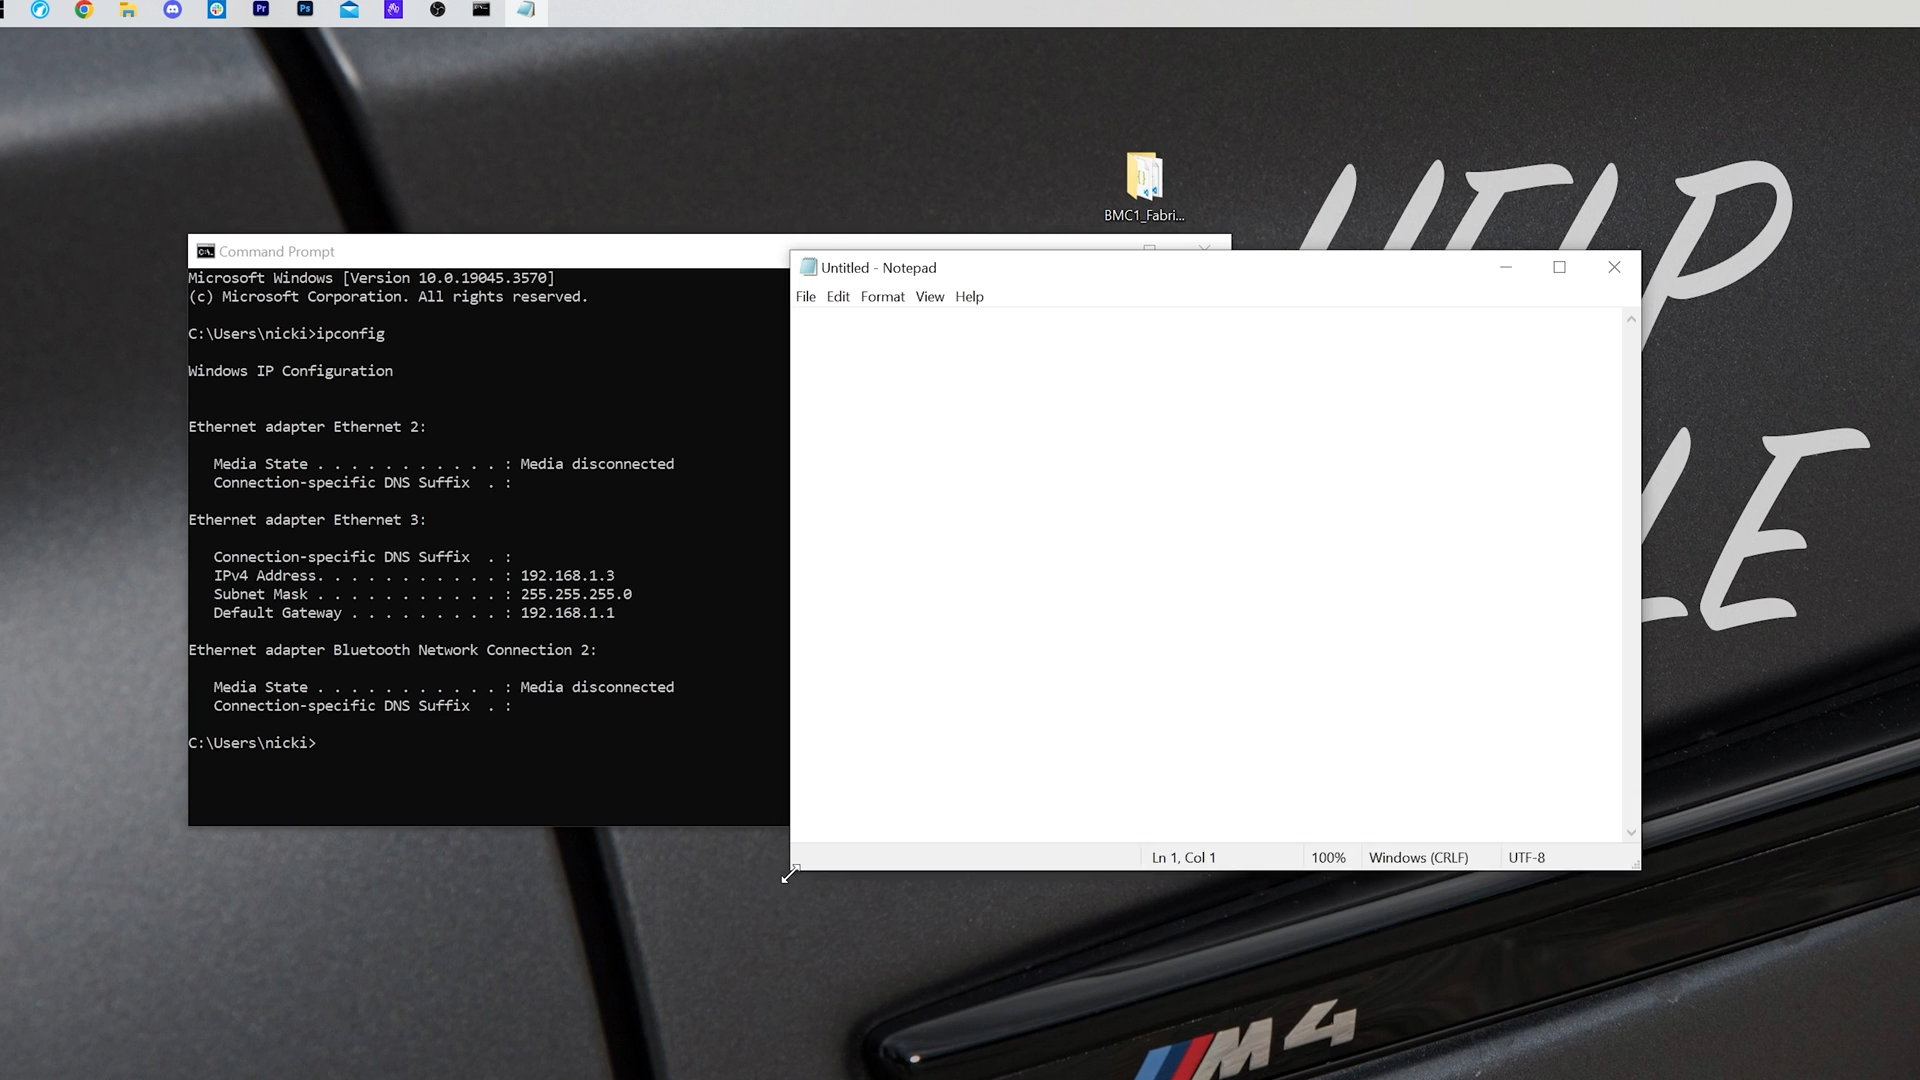 Pr
Ps
BMC1_Fabri...
HELP
Command Prompt
Microsoft Windows [Version 10.0.19045.3570]
(c) Microsoft Corporation. All rights reserved.
C:\Users\nicki>ipconfig
Windows IP Configuration
Ethernet adapter Ethernet 2:
Media State . . . . . . . . . . . : Media disconnected
Connection-specific DNS Suffix  . :
Ethernet adapter Ethernet 3:
Connection-specific DNS Suffix  . :
IPv4 Address. . . . . . . . . . . : 192.168.1.3
Subnet Mask . . . . . . . . . . . : 255.255.255.0
Default Gateway . . . . . . . . . : 192.168.1.1
Ethernet adapter Bluetooth Network Connection 2:
Media State . . . . . . . . . . . : Media disconnected
Connection-specific DNS Suffix  . :
C:\Users\nicki>
Untitled - Notepad
File Edit Format View Help
Ln 1, Col 1 100% Windows (CRLF) UTF-8
M4